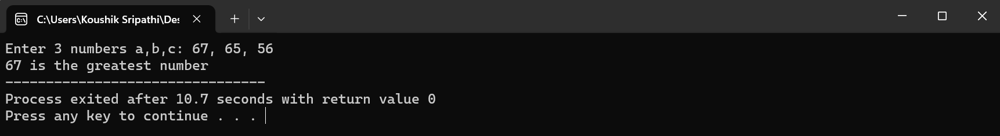 C:\Users\Koushik Sripathi\Des
Enter 3 numbers a,b,c: 67, 65, 56
67 is the greatest number
--------------------------------
Process exited after 10.7 seconds with return value 0
Press any key to continue . . .